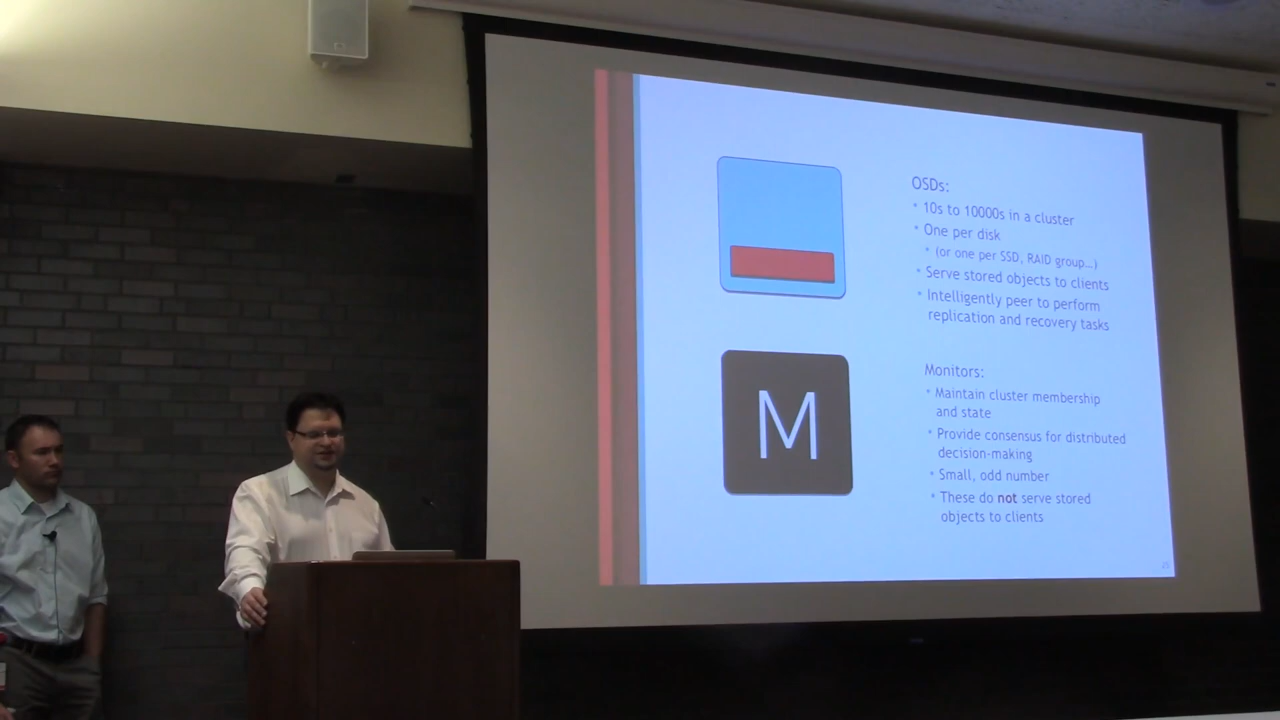 OSDs:
* 10s to 10000s in a cluster
* One per disk
* (or one per SSD, RAID group...)
* Serve stored objects to clients
* Intelligently peer to perform
replication and recovery tasks
M
Monitors:
* Maintain cluster membership
and state
* Provide consensus for distributed
decision-making
* Small, odd number
* These do not serve stored
objects to clients